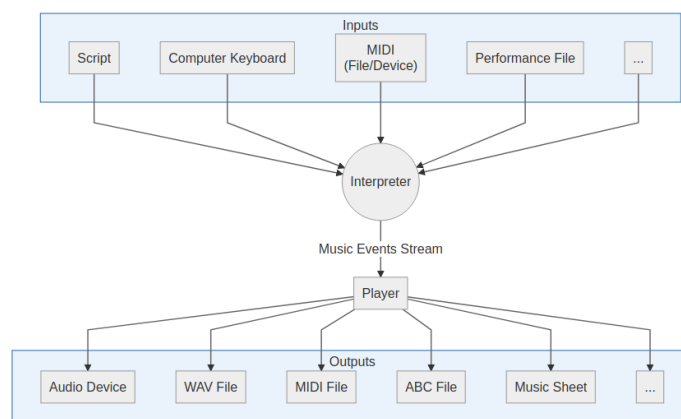 Inputs
Script
Computer Keyboard
MIDI
(File/Device)
Performance File
...
Interpreter
Music Events Stream
Player
Outputs
Audio Device
WAV File
MIDI File
ABC File
Music Sheet
...